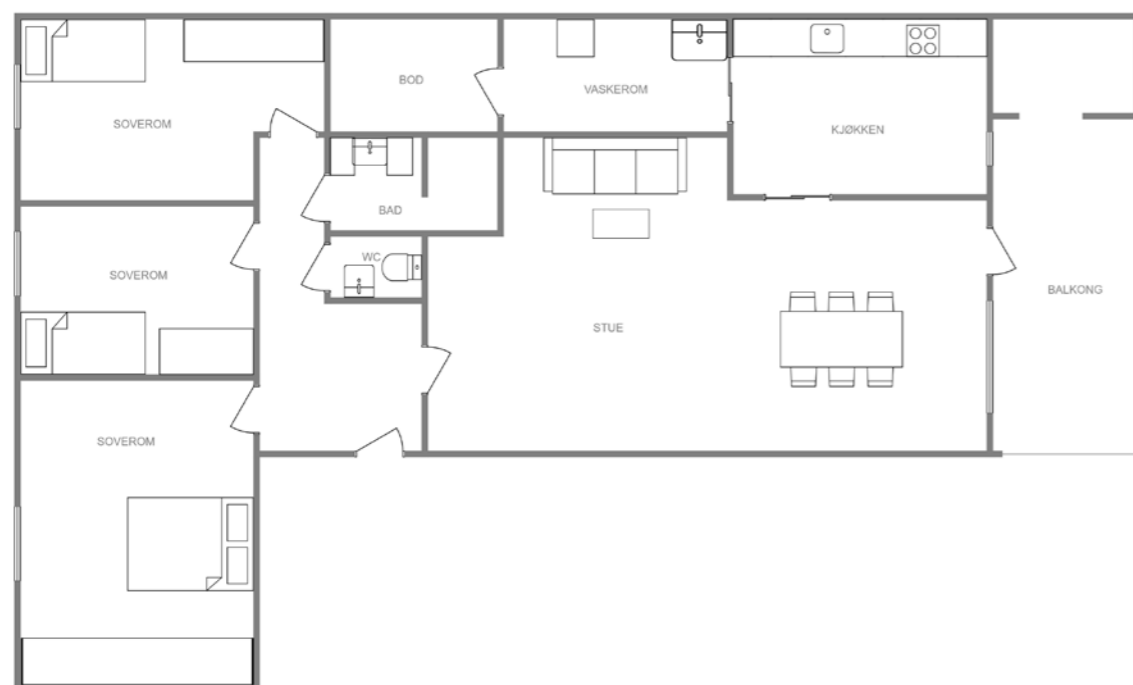 BOD
VASKEROM
SOVEROM
KJØKKEN
BAD
WC
SOVEROM
BALKONG
STUE
SOVEROM